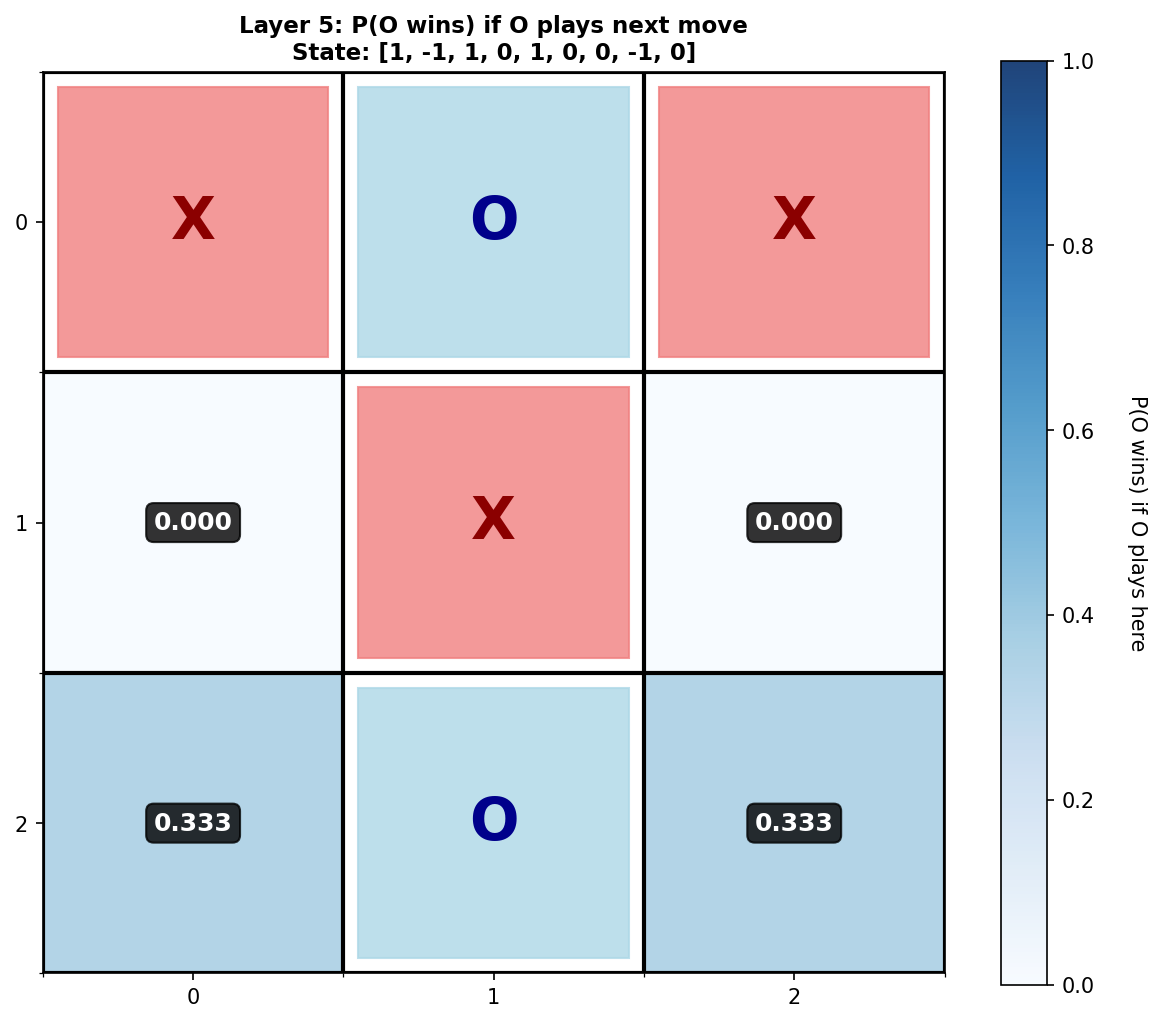 Layer 5: P(O wins) if O plays next move
State: [1, -1, 1, 0, 1, 0, 0, -1, 0]
0
X
O
X
1
0.000
X
0.000
2
0.333
O
0.333
0
1
2
1.0
0.8
0.6
0.4
0.2
0.0
P(O wins) if O plays here